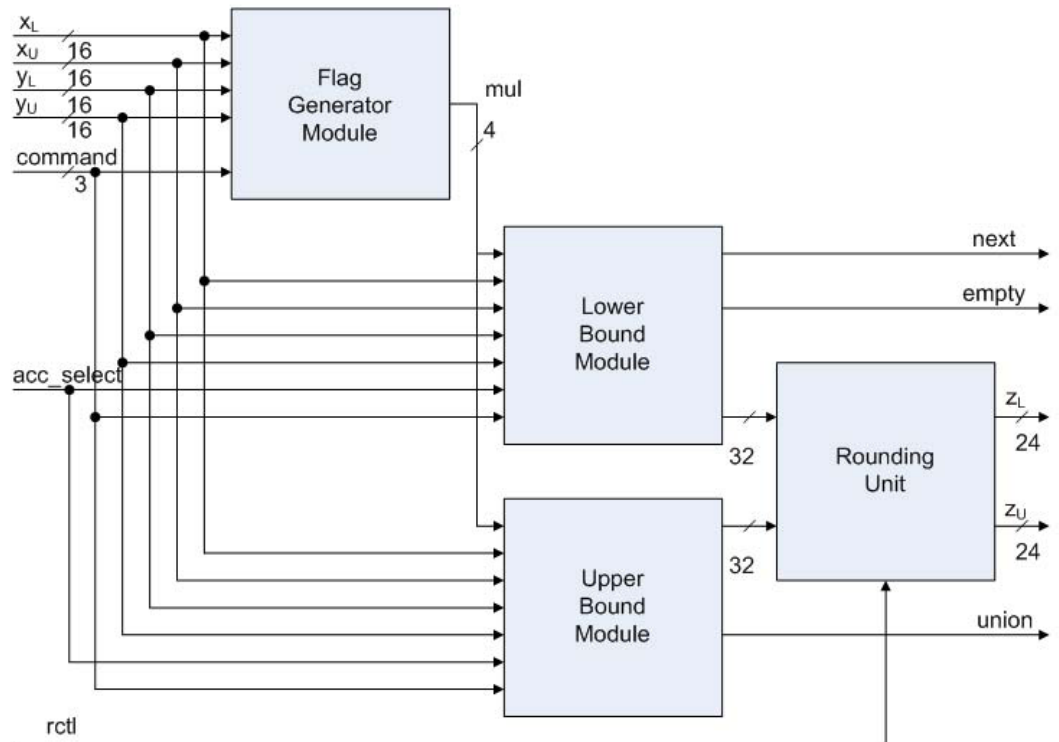 xL
16
xU
16
yL
16
yU
16
command
3
Flag
Generator
Module
mul
4
next
empty
Lower
Bound
Module
acc_select
32
zL
24
Rounding
Unit
zU
24
32
Upper
Bound
Module
union
rctl